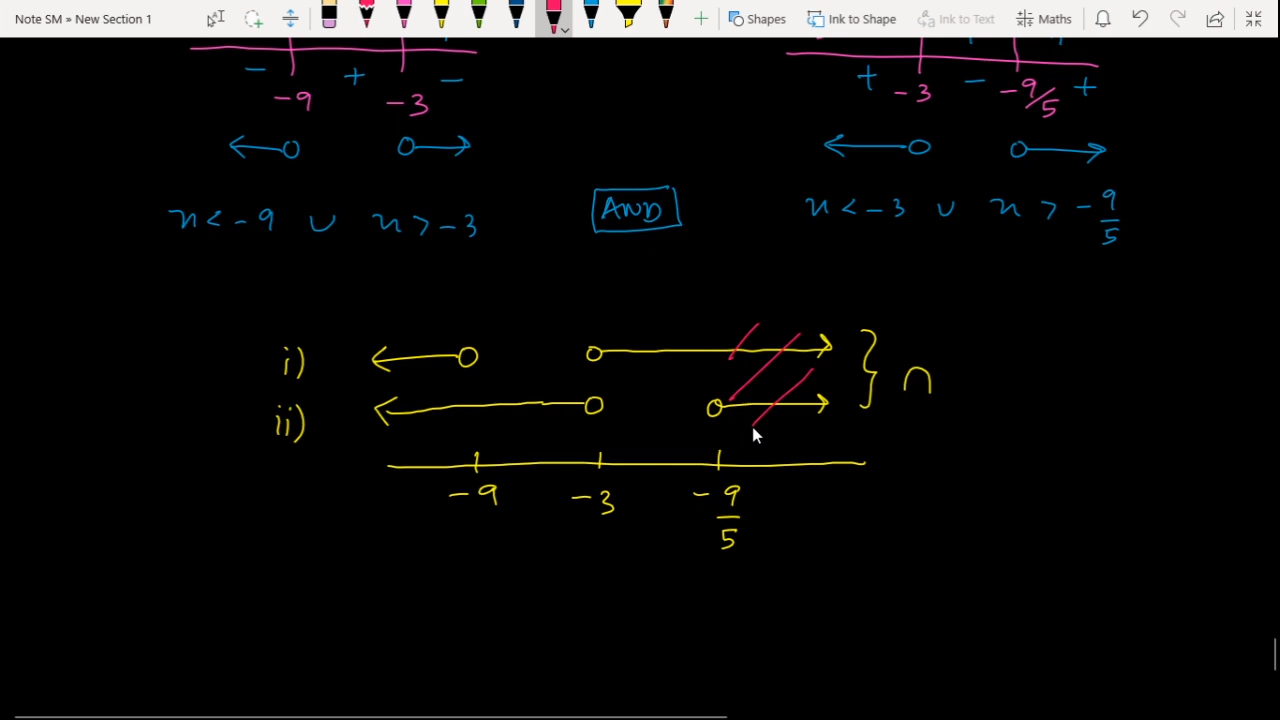 Note SM » New Section 1
Shapes Ink to Shape Ink to Text Maths
− −9 + −3 −
+ −3 − −9/5 +
x < −9 ∪ x > −3
AND
x < −3 ∪ x > −9/5
i)
ii)
∩
−9 −3 −9/5